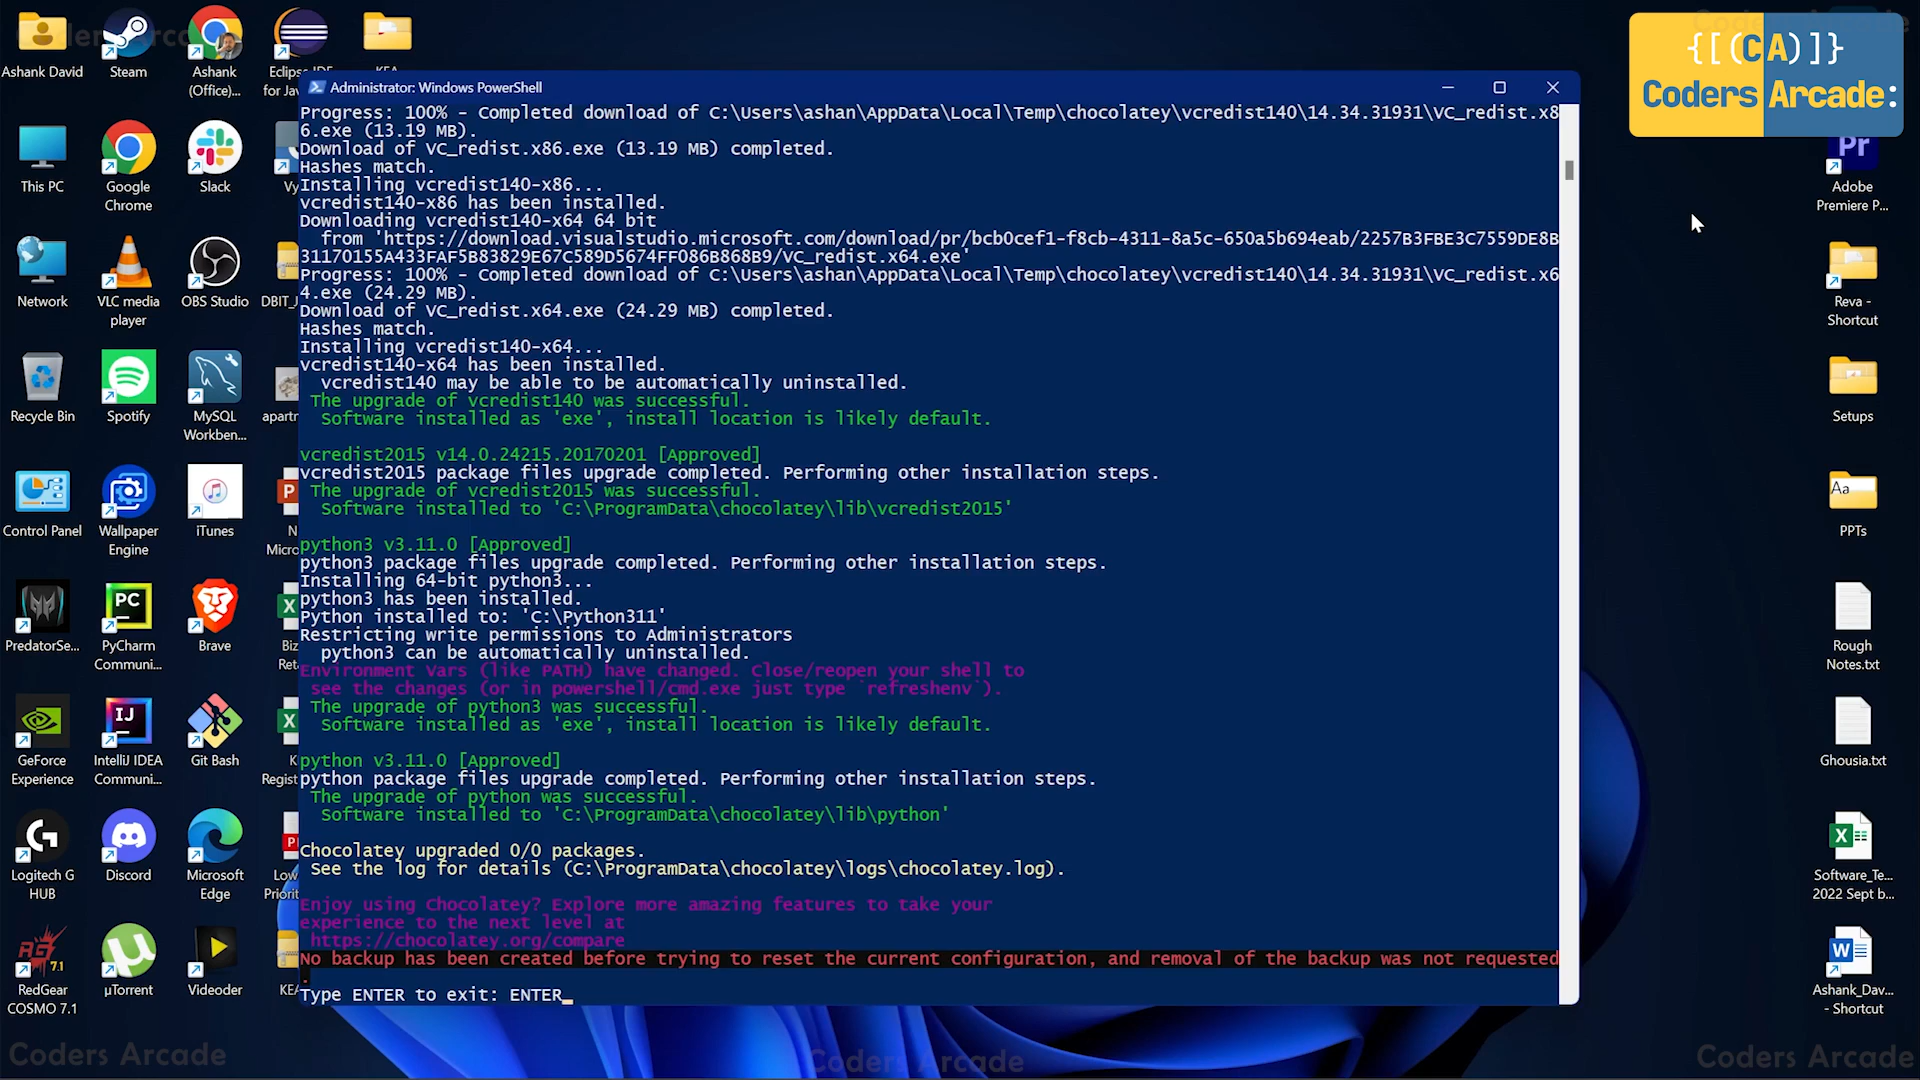 Ashank David
Steam
Ashank
(Office)...
Eclipse IDE
for Jav
KEA
{[(CA)]}
Coders Arcade:
Administrator: Windows PowerShell
Progress: 100% - Completed download of C:\Users\ashan\AppData\Local\Temp\chocolatey\vcredist140\14.34.31931\VC_redist.x8
6.exe (13.19 MB).
Download of VC_redist.x86.exe (13.19 MB) completed.
Hashes match.
Installing vcredist140-x86...
vcredist140-x86 has been installed.
Downloading vcredist140-x64 64 bit
from 'https://download.visualstudio.microsoft.com/download/pr/bcb0cef1-f8cb-4311-8a5c-650a5b694eab/2257B3FBE3C7559DE8B
31170155A433FAF5B83829E67C589D5674FF086B868B9/VC_redist.x64.exe'
Progress: 100% - Completed download of C:\Users\ashan\AppData\Local\Temp\chocolatey\vcredist140\14.34.31931\VC_redist.x6
4.exe (24.29 MB).
Download of VC_redist.x64.exe (24.29 MB) completed.
Hashes match.
Installing vcredist140-x64...
vcredist140-x64 has been installed.
vcredist140 may be able to be automatically uninstalled.
The upgrade of vcredist140 was successful.
Software installed as 'exe', install location is likely default.
vcredist2015 v14.0.24215.20170201 [Approved]
vcredist2015 package files upgrade completed. Performing other installation steps.
The upgrade of vcredist2015 was successful.
Software installed to 'C:\ProgramData\chocolatey\lib\vcredist2015'
python3 v3.11.0 [Approved]
python3 package files upgrade completed. Performing other installation steps.
Installing 64-bit python3...
python3 has been installed.
Python installed to: 'C:\Python311'
Restricting write permissions to Administrators
python3 can be automatically uninstalled.
Environment Vars (like PATH) have changed. Close/reopen your shell to
see the changes (or in powershell/cmd.exe just type `refreshenv`).
The upgrade of python3 was successful.
Software installed as 'exe', install location is likely default.
python v3.11.0 [Approved]
python package files upgrade completed. Performing other installation steps.
The upgrade of python was successful.
Software installed to 'C:\ProgramData\chocolatey\lib\python'
Chocolatey upgraded 0/0 packages.
See the log for details (C:\ProgramData\chocolatey\logs\chocolatey.log).
Enjoy using Chocolatey? Explore more amazing features to take your
experience to the next level at
https://chocolatey.org/compare
No backup has been created before trying to reset the current configuration, and removal of the backup was not requested
.
Type ENTER to exit: ENTER_
This PC
Google
Chrome
Slack
Vy
Network
VLC media
player
OBS Studio
DBIT_
Recycle Bin
Spotify
MySQL
Workben...
apartn
Control Panel
Wallpaper
Engine
iTunes
N
Micro
PredatorSe...
PC
PyCharm
Communi...
Brave
Biz
Ret
GeForce
Experience
IJ
IntelliJ IDEA
Communi...
Git Bash
K
Regist
Logitech G
HUB
Discord
Microsoft
Edge
Low
Priorit
7.1
RedGear
COSMO 7.1
µTorrent
Videoder
KEA
Pr
Adobe
Premiere P...
Reva -
Shortcut
Setups
Aa
PPTs
Rough
Notes.txt
Ghousia.txt
Software_Te...
2022 Sept b...
Ashank_Dav...
- Shortcut
Coders Arcade
Coders Arcade
Coders Arcade